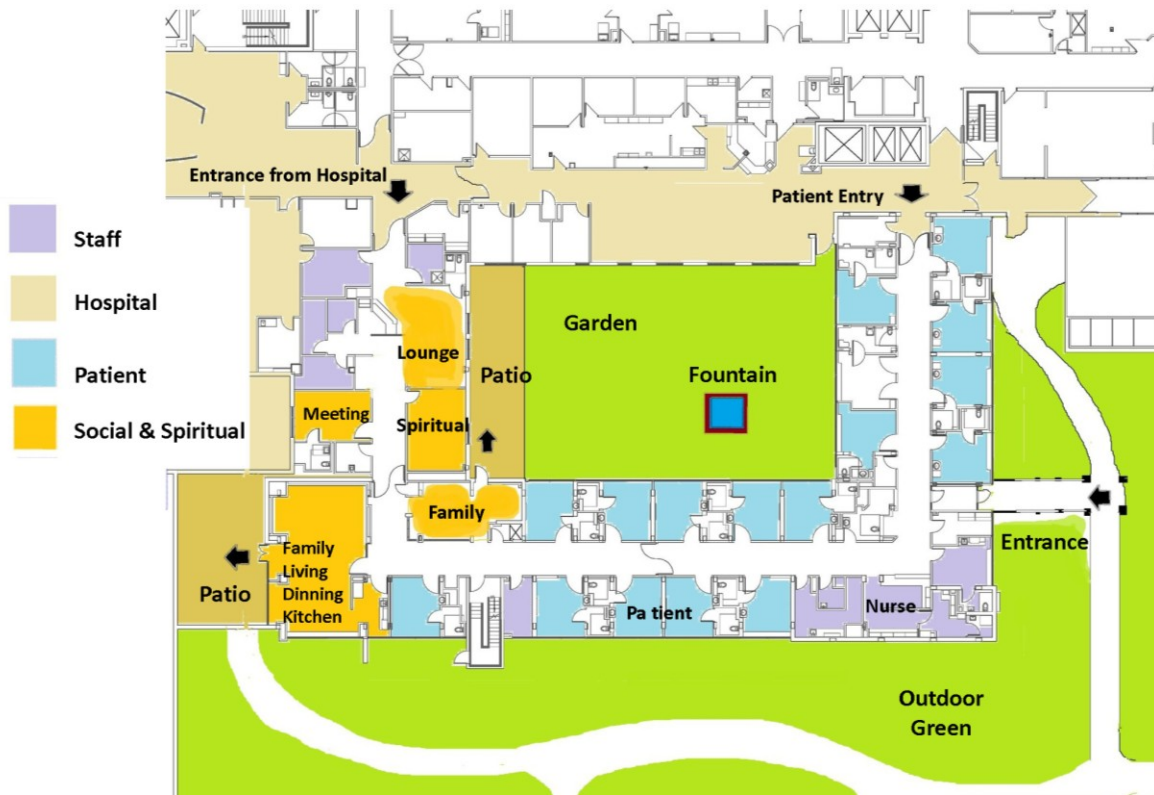 Entrance from Hospital
Patient Entry
Staff
Hospital
Patient
Social & Spiritual
Garden
Fountain
Lounge
Patio
Meeting
Spiritual
Family
Family
Living
Dinning
Kitchen
Patio
Pa tient
Nurse
Entrance
Outdoor
Green